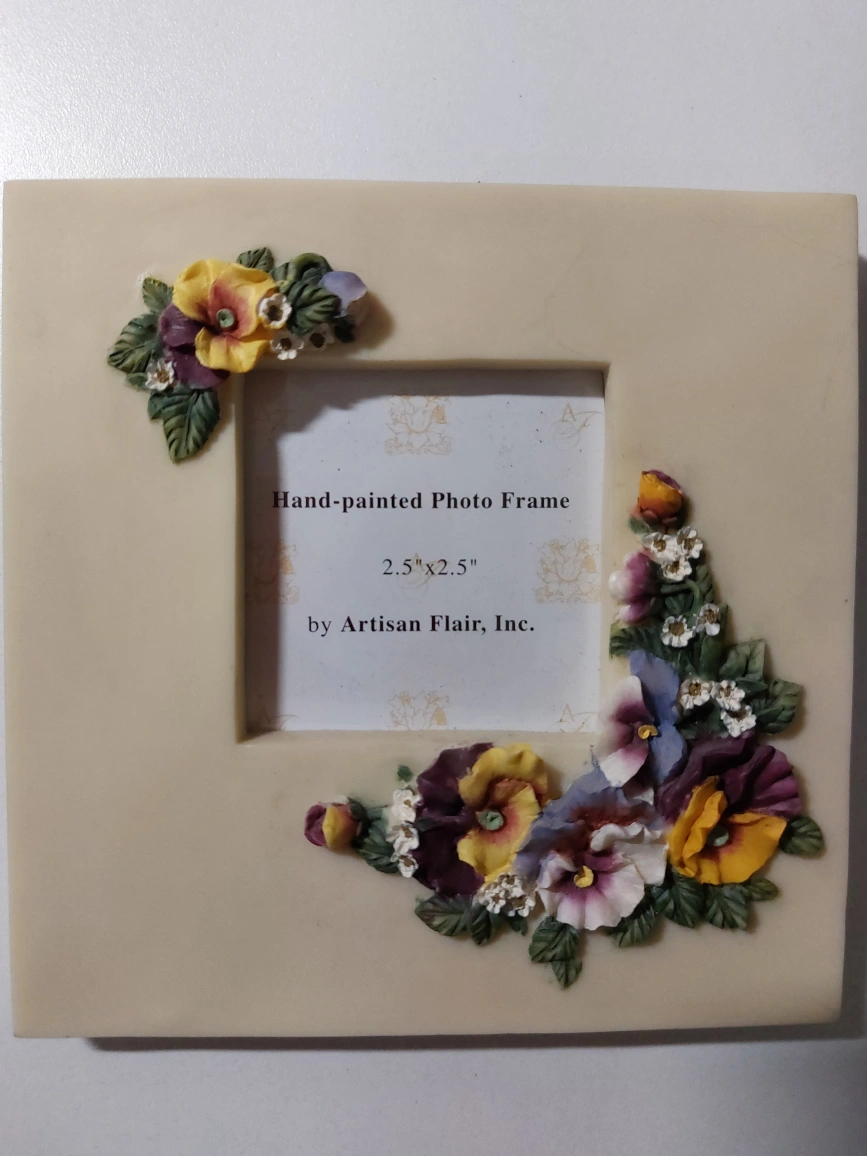 Hand-painted Photo Frame
2.5"x2.5"
by Artisan Flair, Inc.